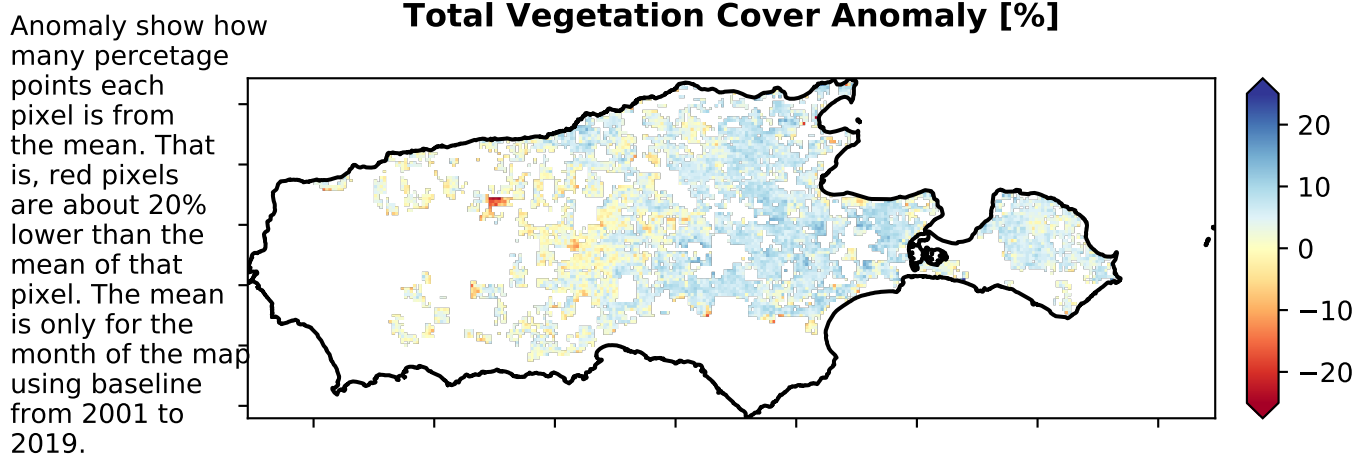 Total Vegetation Cover Anomaly [%]
Anomaly show how
many percetage
points each
pixel is from
the mean. That
is, red pixels
are about 20%
lower than the
mean of that
pixel. The mean
is only for the
month of the map
using baseline
from 2001 to
2019.
20
10
0
−10
−20